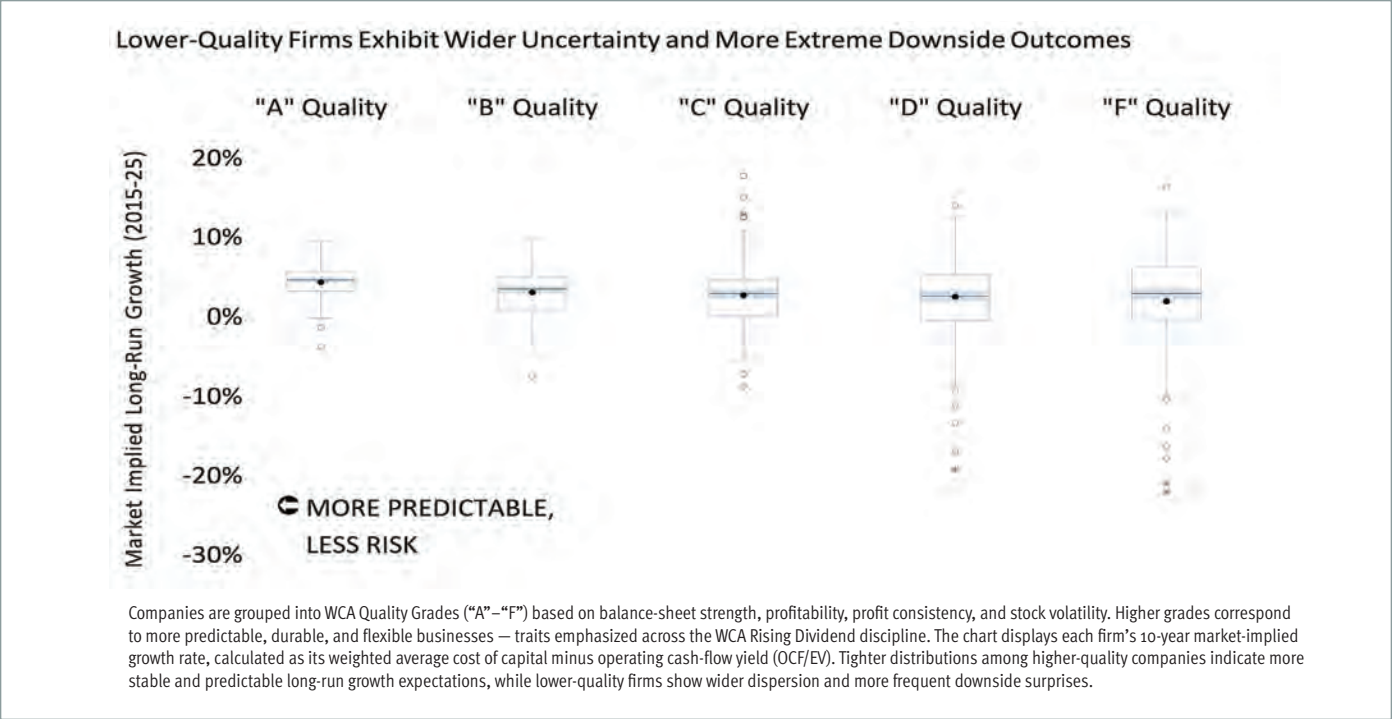 Lower-Quality Firms Exhibit Wider Uncertainty and More Extreme Downside Outcomes
"A" Quality "B" Quality "C" Quality "D" Quality "F" Quality
Market Implied Long-Run Growth (2015-25)
20%
10%
0%
-10%
-20%
-30%
MORE PREDICTABLE,
LESS RISK
Companies are grouped into WCA Quality Grades (“A”–“F”) based on balance-sheet strength, profitability, profit consistency, and stock volatility. Higher grades correspond
to more predictable, durable, and flexible businesses — traits emphasized across the WCA Rising Dividend discipline. The chart displays each firm’s 10-year market-implied
growth rate, calculated as its weighted average cost of capital minus operating cash-flow yield (OCF/EV). Tighter distributions among higher-quality companies indicate more
stable and predictable long-run growth expectations, while lower-quality firms show wider dispersion and more frequent downside surprises.